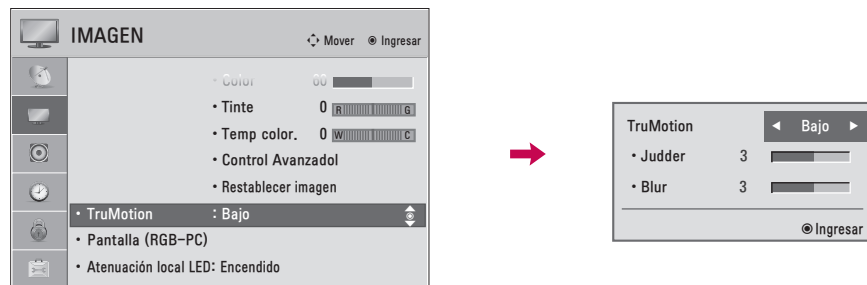 IMAGEN
Mover Ingresar
• Color 60
• Tinte 0 R G
• Temp color. 0 W C
• Control Avanzadol
• Restablecer imagen
• TruMotion : Bajo
• Pantalla (RGB-PC)
• Atenuación local LED: Encendido
TruMotion ◄ Bajo ►
• Judder 3
• Blur 3
Ingresar